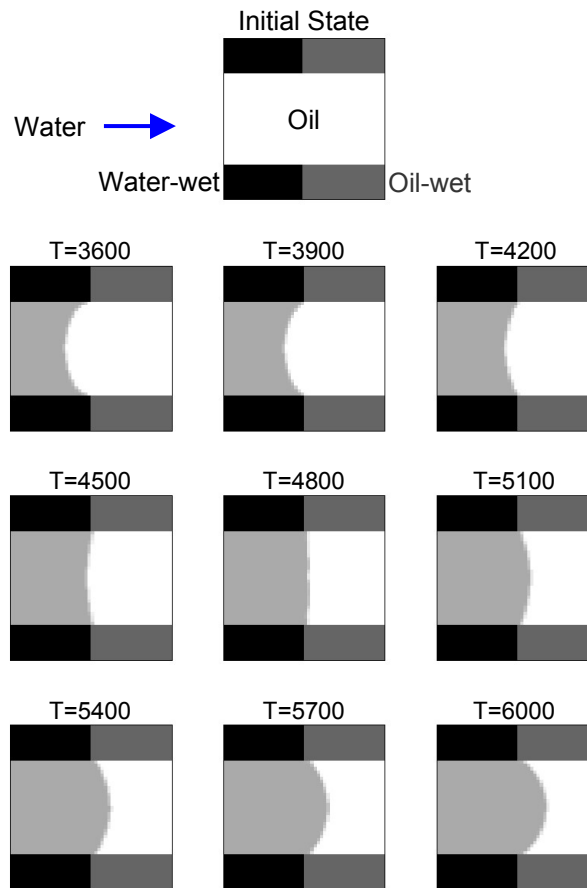 Initial State
Water
Oil
Water-wet
Oil-wet
T=3600
T=3900
T=4200
T=4500
T=4800
T=5100
T=5400
T=5700
T=6000